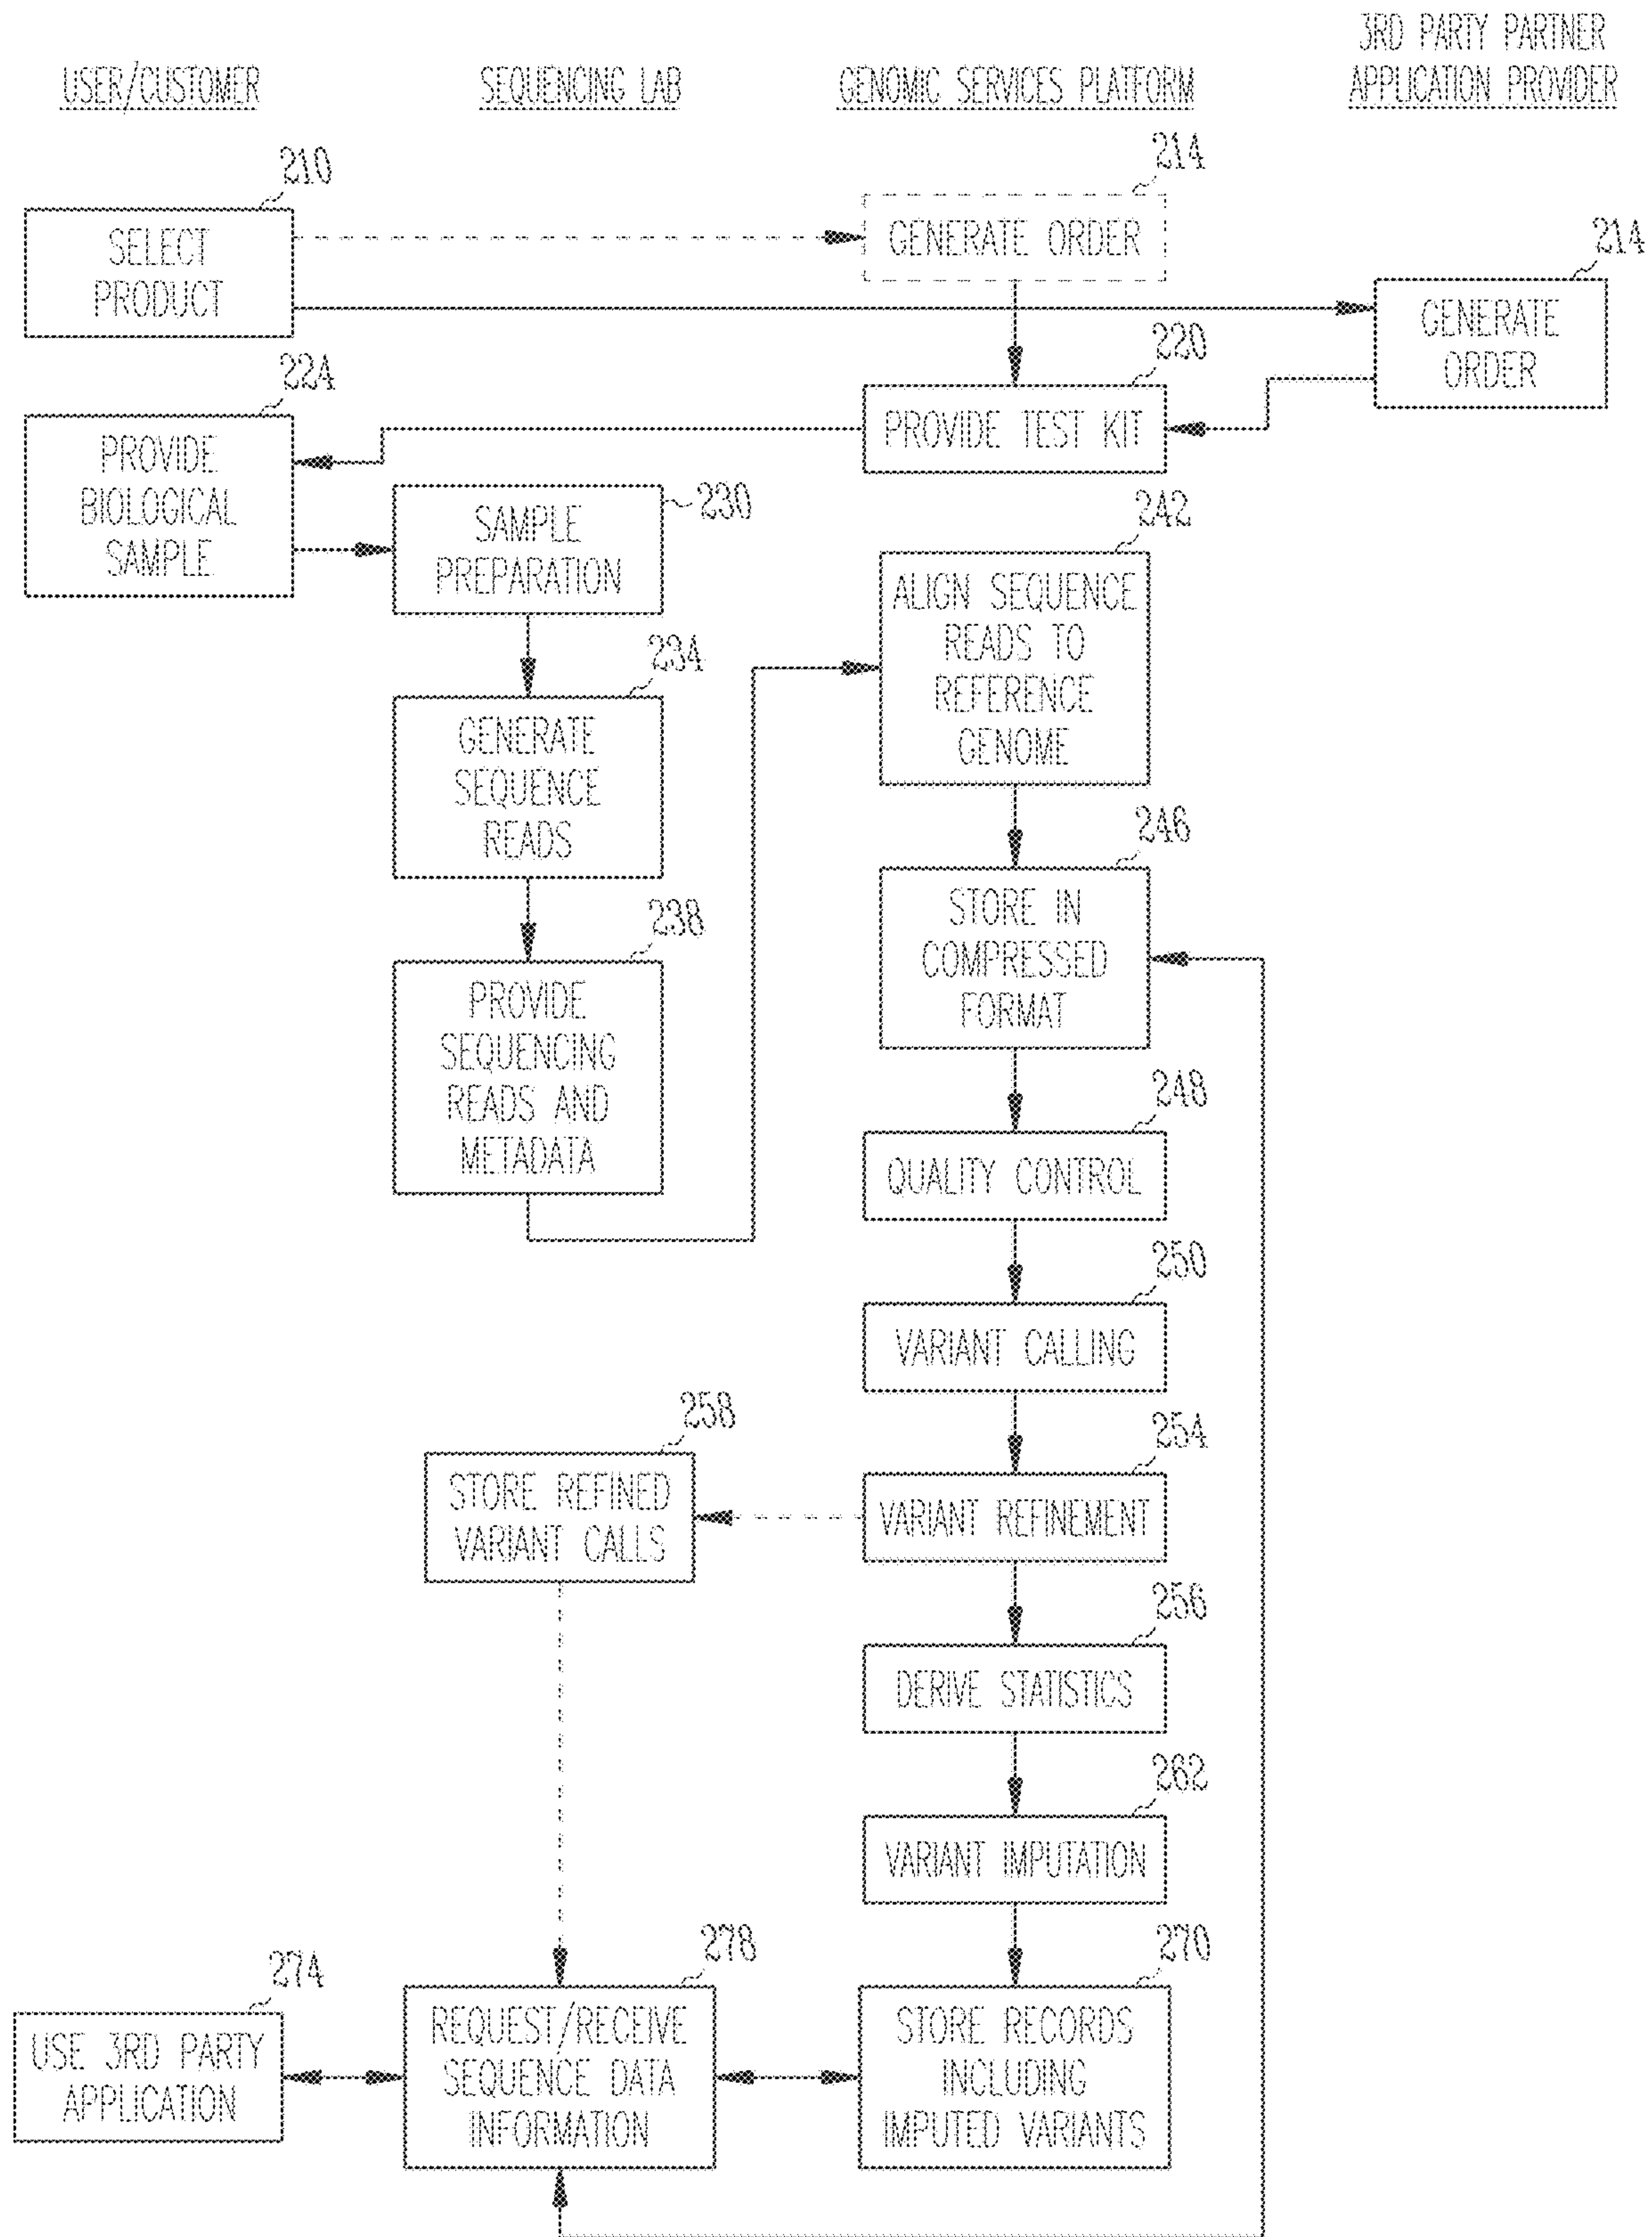 3RD PARTY PARTNER
USER/CUSTOMER SEQUENCING LAB GENOMIC SERVICES PLATFORM APPLICATION PROVIDER
210
214
SELECT
PRODUCT
GENERATE ORDER
214
GENERATE
ORDER
220
PROVIDE TEST KIT
224
PROVIDE
BIOLOGICAL
SAMPLE
230
SAMPLE
PREPARATION
242
ALIGN SEQUENCE
READS TO
REFERENCE
GENOME
234
GENERATE
SEQUENCE
READS
246
STORE IN
COMPRESSED
FORMAT
238
PROVIDE
SEQUENCING
READS AND
METADATA
248
QUALITY CONTROL
250
VARIANT CALLING
254
VARIANT REFINEMENT
258
STORE REFINED
VARIANT CALLS
256
DERIVE STATISTICS
262
VARIANT IMPUTATION
274
USE 3RD PARTY
APPLICATION
278
REQUEST/RECEIVE
SEQUENCE DATA
INFORMATION
270
STORE RECORDS
INCLUDING
IMPUTED VARIANTS